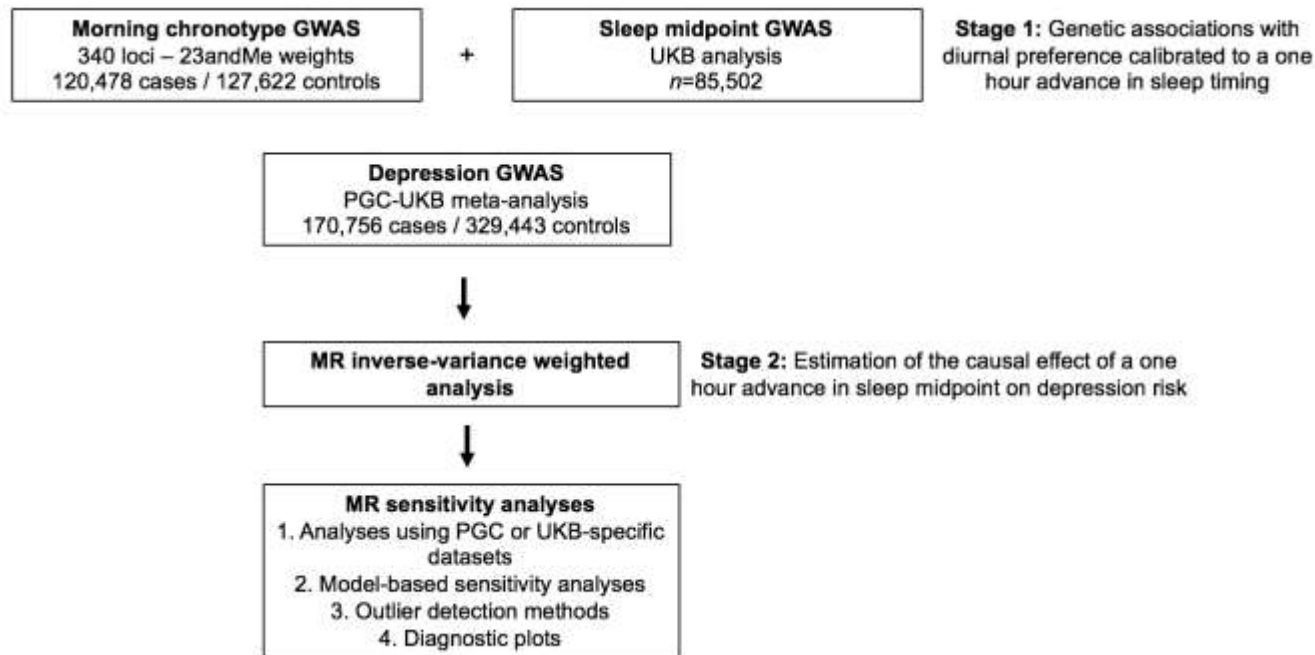 Morning chronotype GWAS
340 loci – 23andMe weights
120,478 cases / 127,622 controls
+
Sleep midpoint GWAS
UKB analysis
n=85,502
Stage 1: Genetic associations with
diurnal preference calibrated to a one
hour advance in sleep timing
Depression GWAS
PGC-UKB meta-analysis
170,756 cases / 329,443 controls
MR inverse-variance weighted
analysis
Stage 2: Estimation of the causal effect of a one
hour advance in sleep midpoint on depression risk
MR sensitivity analyses
1. Analyses using PGC or UKB-specific
datasets
2. Model-based sensitivity analyses
3. Outlier detection methods
4. Diagnostic plots